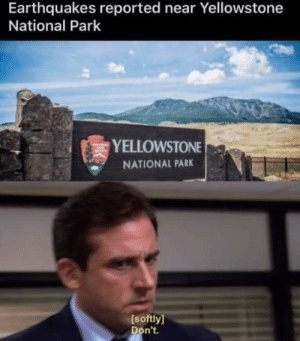 Earthquakes reported near Yellowstone
National Park
YELLOWSTONE
NATIONAL PARK
[softly]
Don't.